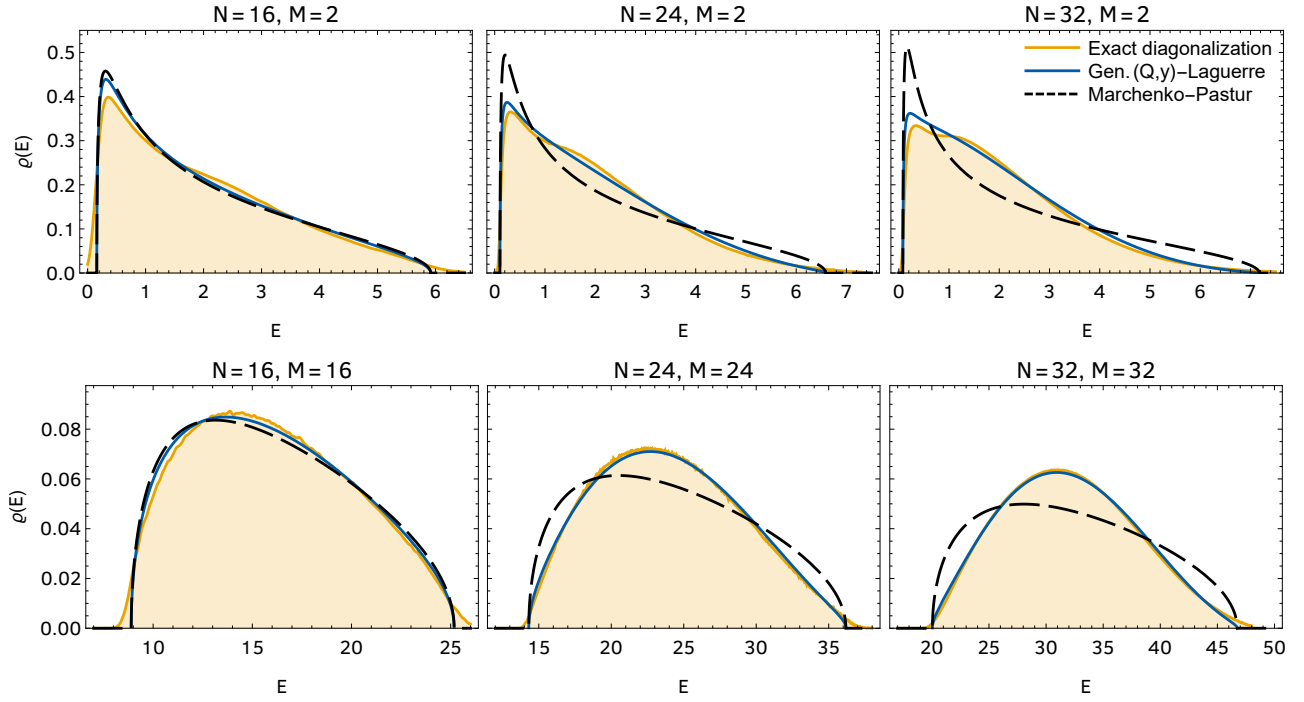 N=16, M=2
N=24, M=2
N=32, M=2
ϱ(E)
0.5
0.4
0.3
0.2
0.1
0.0
0 1 2 3 4 5 6
0 1 2 3 4 5 6 7
0 1 2 3 4 5 6 7
E
E
E
Exact diagonalization
Gen. (Q,y)-Laguerre
Marchenko-Pastur
N=16, M=16
N=24, M=24
N=32, M=32
ϱ(E)
0.08
0.06
0.04
0.02
0.00
10 15 20 25
15 20 25 30 35
20 25 30 35 40 45 50
E
E
E